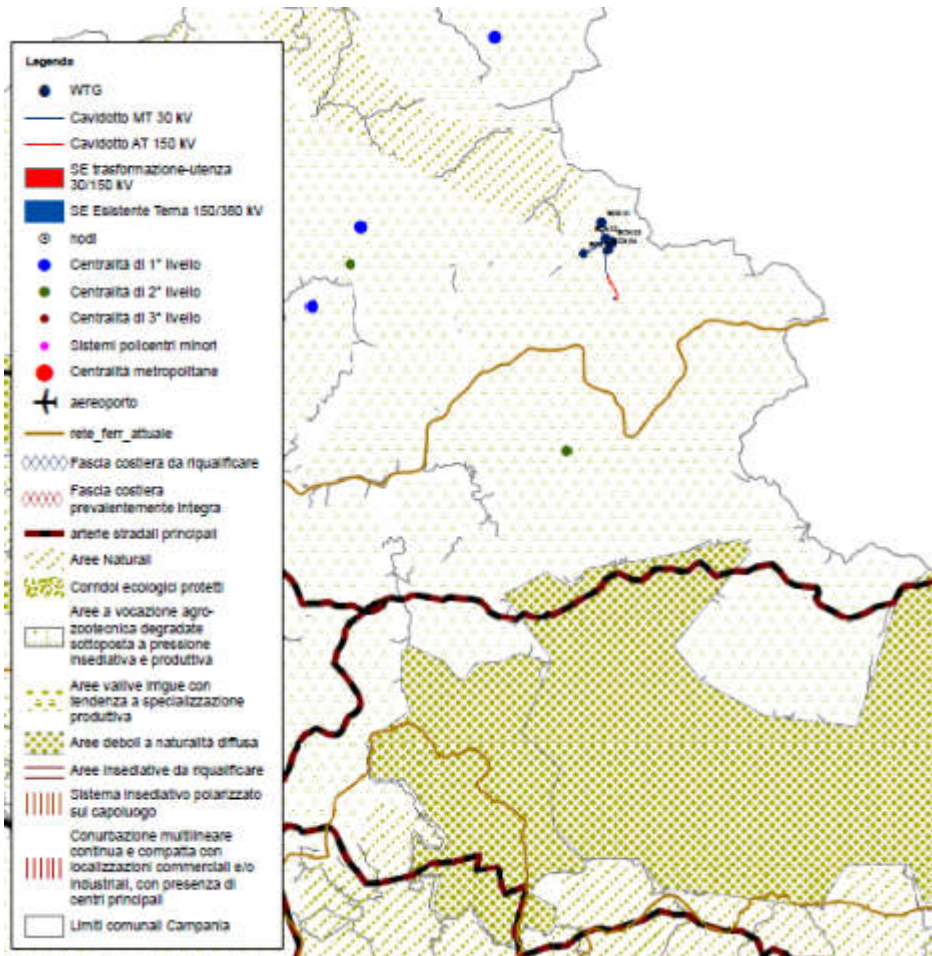 Legenda
WTG
Cavidotto MT 30 kV
Cavidotto AT 150 kV
SE trasformazione-utenza
30/150 kV
SE Esistente Terna 150/380 kV
nodi
Centralità di 1° livello
Centralità di 2° livello
Centralità di 3° livello
Sistemi policentri minori
Centralità metropolitane
aereoporto
rete_ferr_attuale
Fascia costiera da riqualificare
Fascia costiera
prevalentemente integra
arterie stradali principali
Aree Naturali
Corridoi ecologici protetti
Aree a vocazione agro-
zootecnica degradate
sottoposta a pressione
insediativa e produttiva
Aree vallive irrigue con
tendenza a specializzazione
produttiva
Aree deboli a naturalità diffusa
Aree insediative da riqualificare
Sistema insediativo polarizzato
sul capoluogo
Conurbazione multilineare
continua e compatta con
localizzazioni commerciali e/o
industriali, con presenza di
centri principali
Limiti comunali Campania